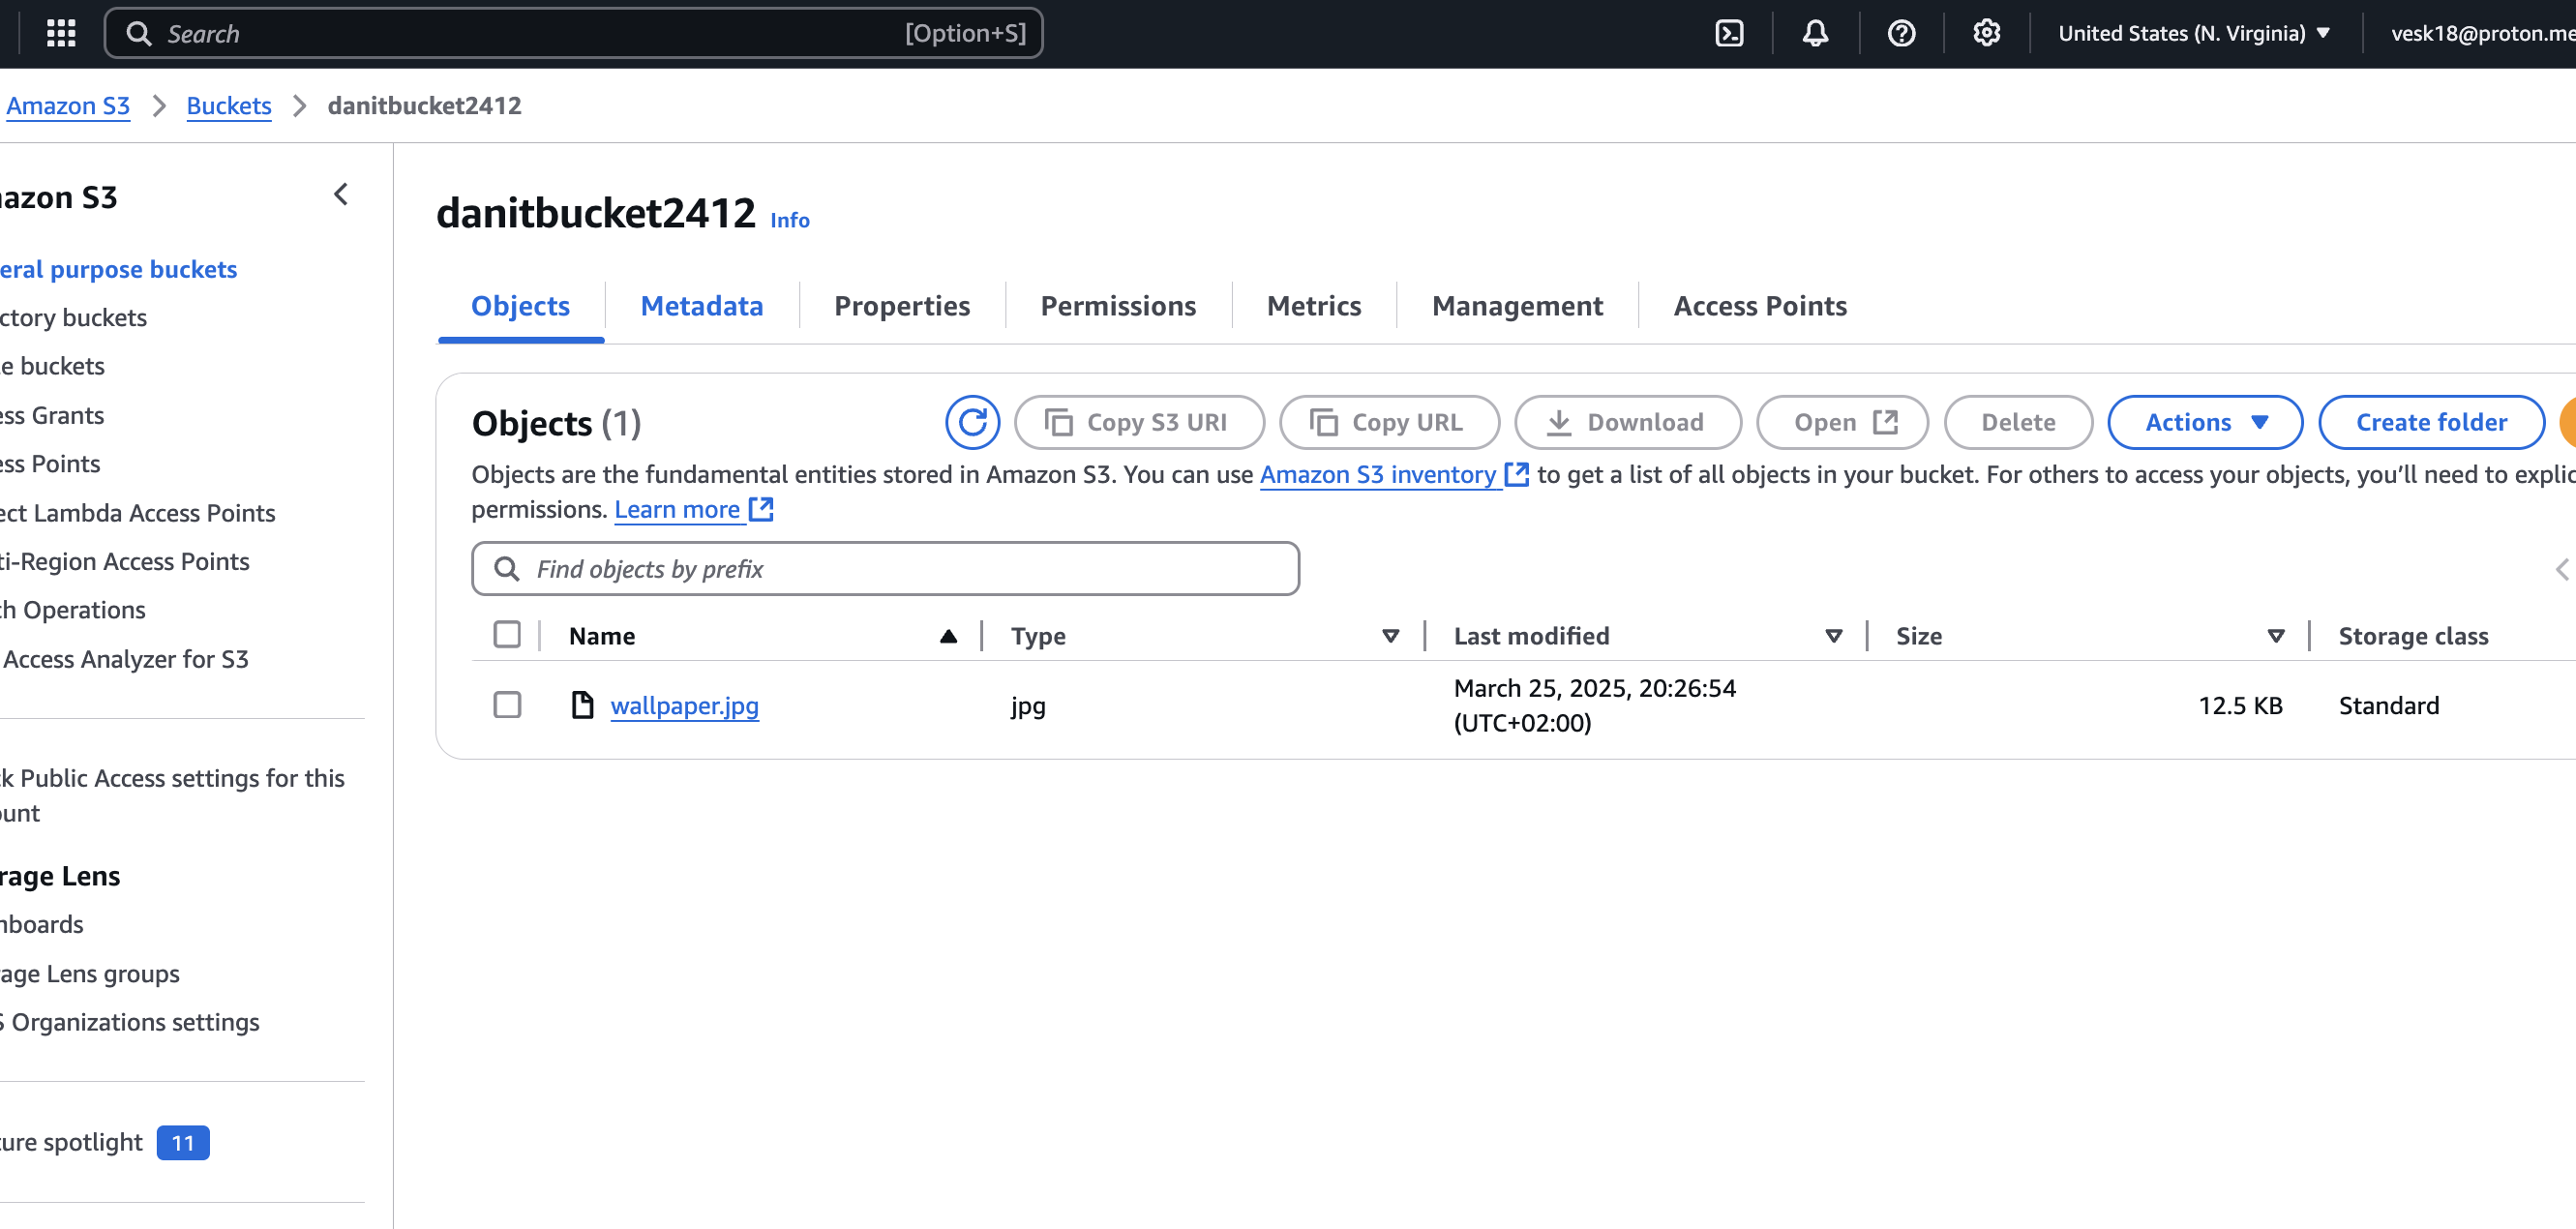 Search [Option+S] United States (N. Virginia) vesk18@proton.me
Amazon S3 Buckets danitbucket2412
azon S3
eral purpose buckets
ctory buckets
e buckets
ess Grants
ess Points
ect Lambda Access Points
ti-Region Access Points
ch Operations
Access Analyzer for S3
k Public Access settings for this
ount
rage Lens
hboards
age Lens groups
S Organizations settings
ture spotlight 11
danitbucket2412 Info
Objects Metadata Properties Permissions Metrics Management Access Points
Objects (1) Copy S3 URI Copy URL Download Open Delete Actions Create folder
Objects are the fundamental entities stored in Amazon S3. You can use Amazon S3 inventory to get a list of all objects in your bucket. For others to access your objects, you’ll need to explic
permissions. Learn more
Find objects by prefix
Name Type Last modified Size Storage class
wallpaper.jpg jpg March 25, 2025, 20:26:54 12.5 KB Standard
(UTC+02:00)